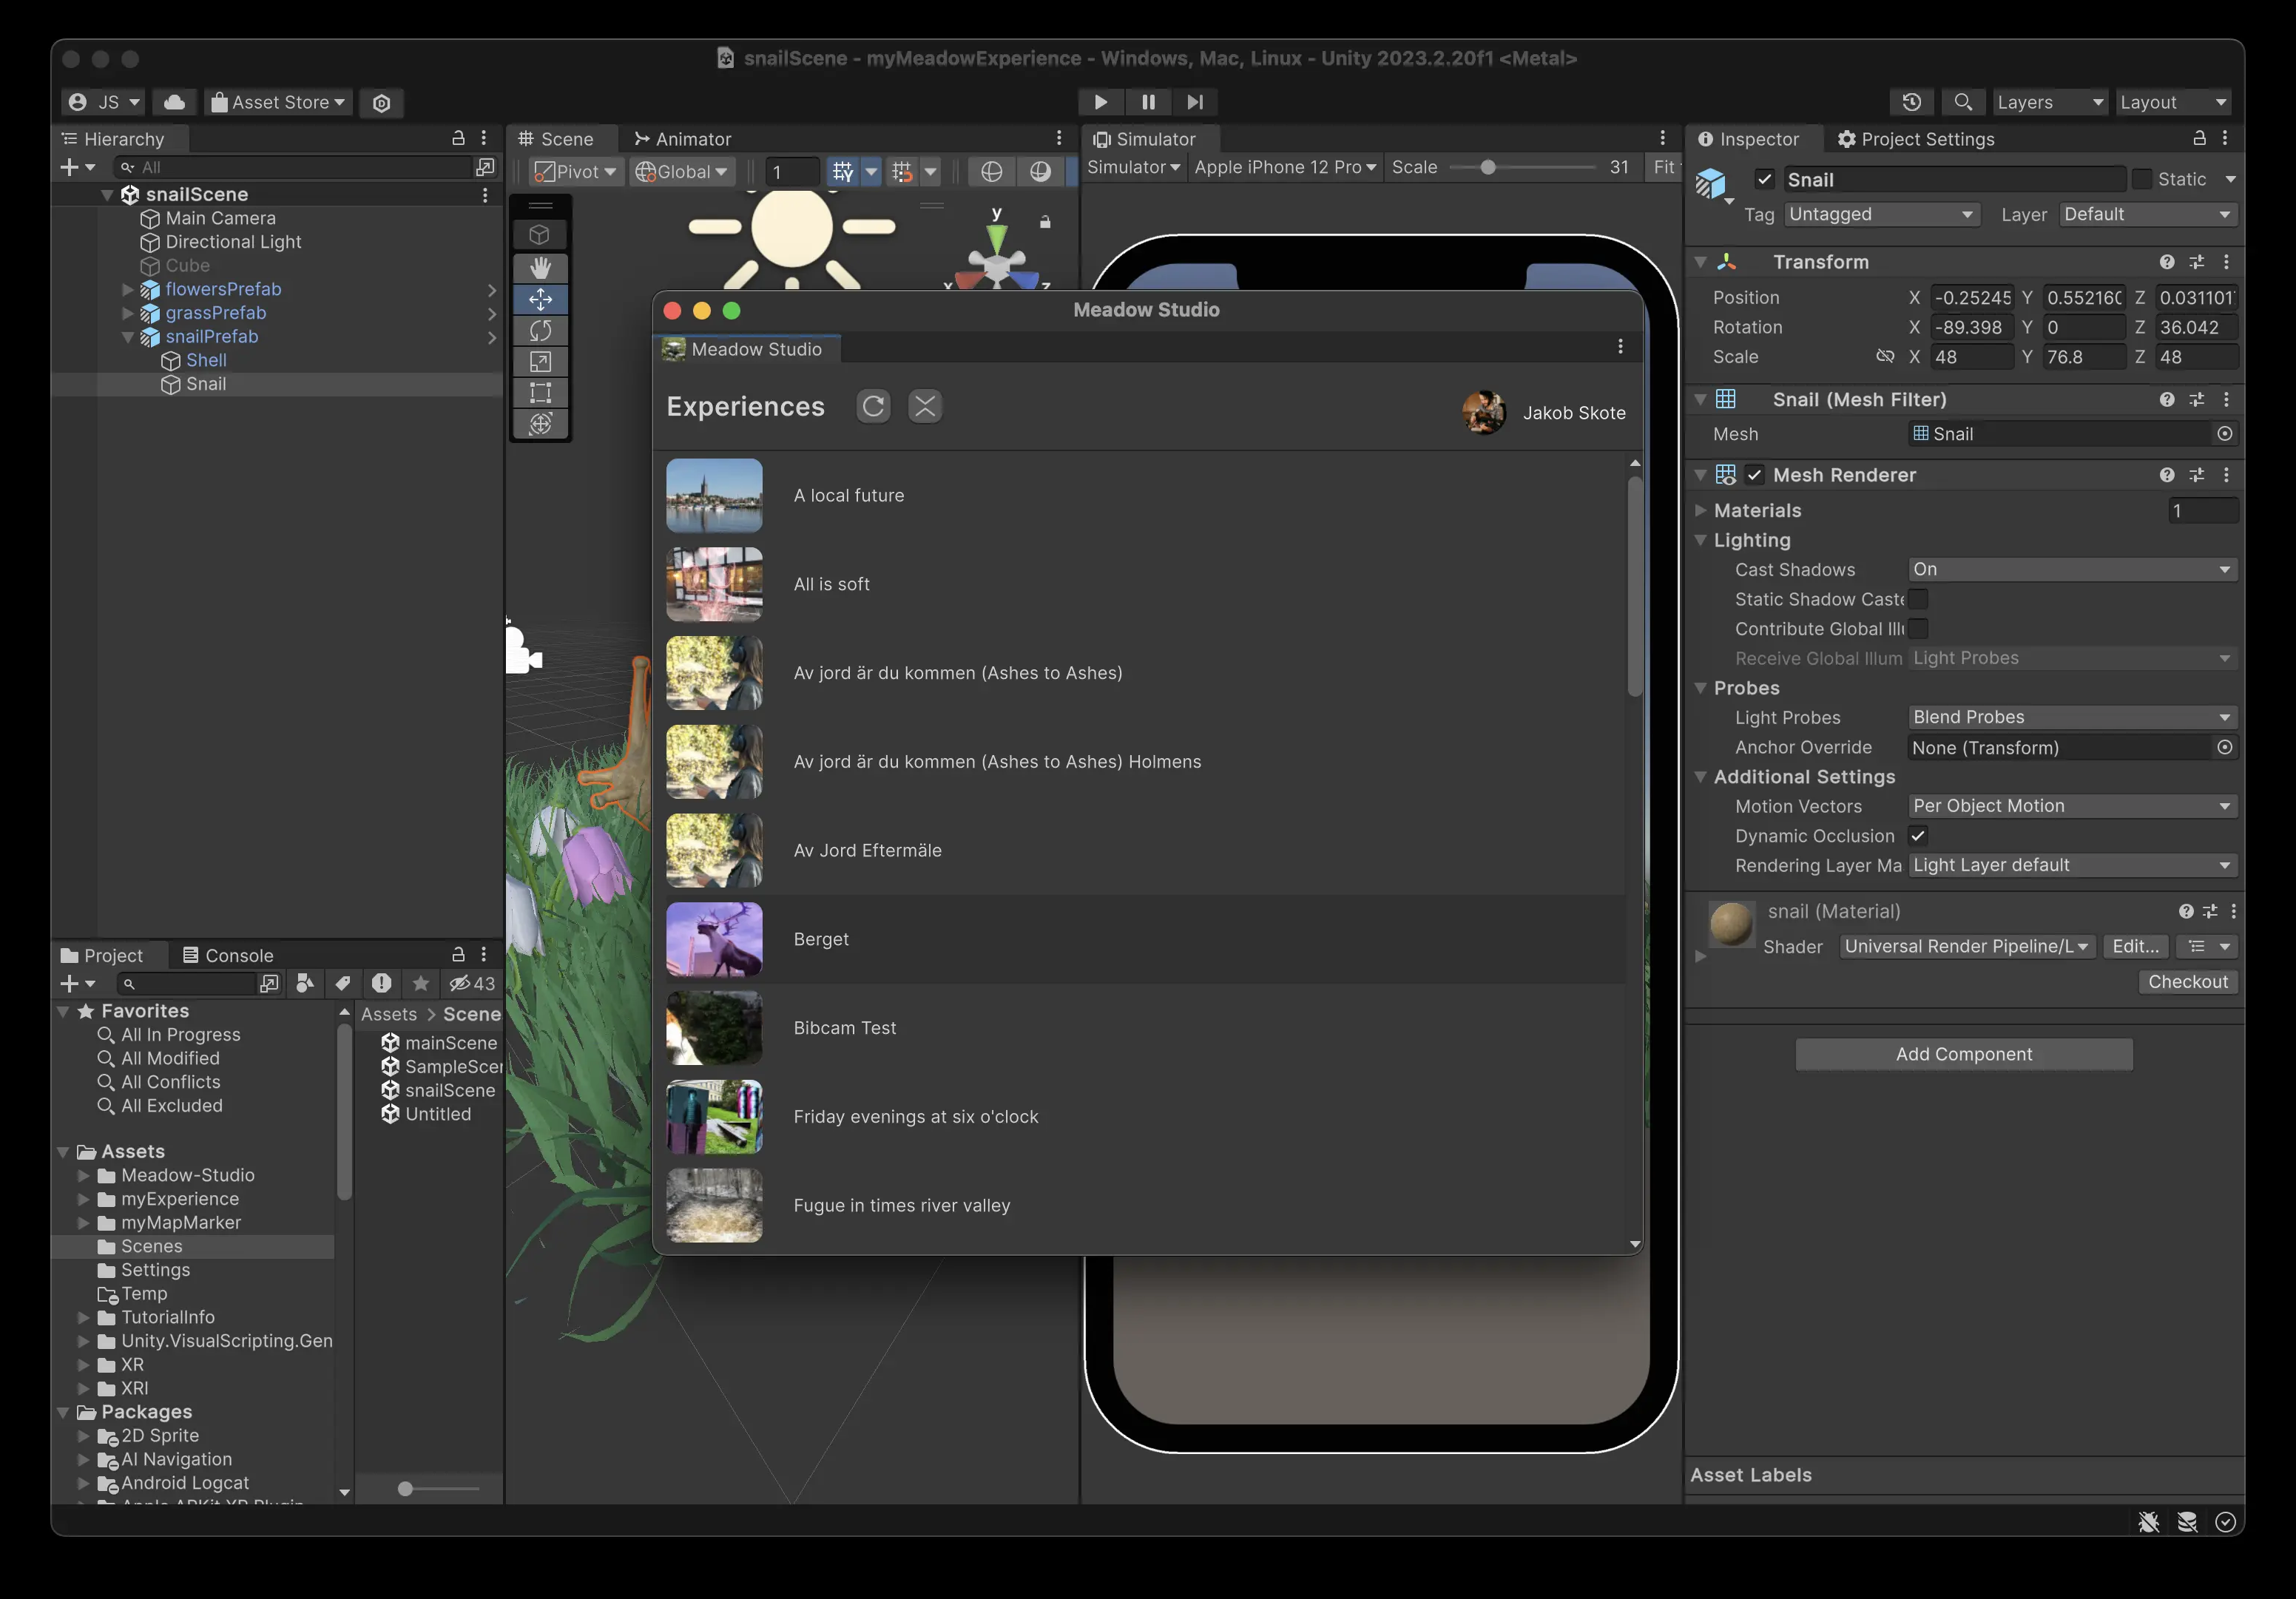 snailScene - myMeadowExperience - Windows, Mac, Linux - Unity 2023.2.20f1 <Metal>
JS
Asset Store
Layers
Layout
Hierarchy
All
snailScene
Main Camera
Directional Light
Cube
flowersPrefab
grassPrefab
snailPrefab
Shell
Snail
Scene
Animator
Pivot
Global
1
y
x
z
Simulator
Simulator
Apple iPhone 12 Pro
Scale
31
Fit
Meadow Studio
Meadow Studio
Experiences
Jakob Skote
A local future
All is soft
Av jord är du kommen (Ashes to Ashes)
Av jord är du kommen (Ashes to Ashes) Holmens
Av Jord Eftermäle
Berget
Bibcam Test
Friday evenings at six o'clock
Fugue in times river valley
Inspector
Project Settings
Snail
Static
Tag
Untagged
Layer
Default
Transform
Position X -0.25245 Y 0.55216 Z 0.031101
Rotation X -89.398 Y 0 Z 36.042
Scale X 48 Y 76.8 Z 48
Snail (Mesh Filter)
Mesh
Snail
Mesh Renderer
Materials
1
Lighting
Cast Shadows
On
Static Shadow Caste
Contribute Global Illu
Receive Global Illum
Light Probes
Probes
Light Probes
Blend Probes
Anchor Override
None (Transform)
Additional Settings
Motion Vectors
Per Object Motion
Dynamic Occlusion
Rendering Layer Ma
Light Layer default
snail (Material)
Shader
Universal Render Pipeline/L
Edit...
Checkout
Add Component
Asset Labels
Project
Console
43
Favorites
All In Progress
All Modified
All Conflicts
All Excluded
Assets
Meadow-Studio
myExperience
myMapMarker
Scenes
Settings
Temp
TutorialInfo
Unity.VisualScripting.Gen
XR
XRI
Packages
2D Sprite
AI Navigation
Android Logcat
Assets > Scene
mainScene
SampleScer
snailScene
Untitled